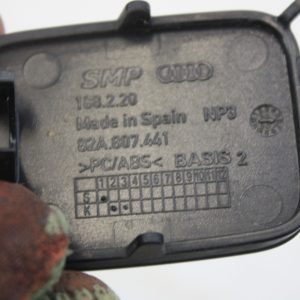 SMP
168.2.20
Made in Spain NP3
82A.807.441
>PC/ABS< BASIS 2
1 2 3 4 5 6 7 8 9 10 11 12
S
K